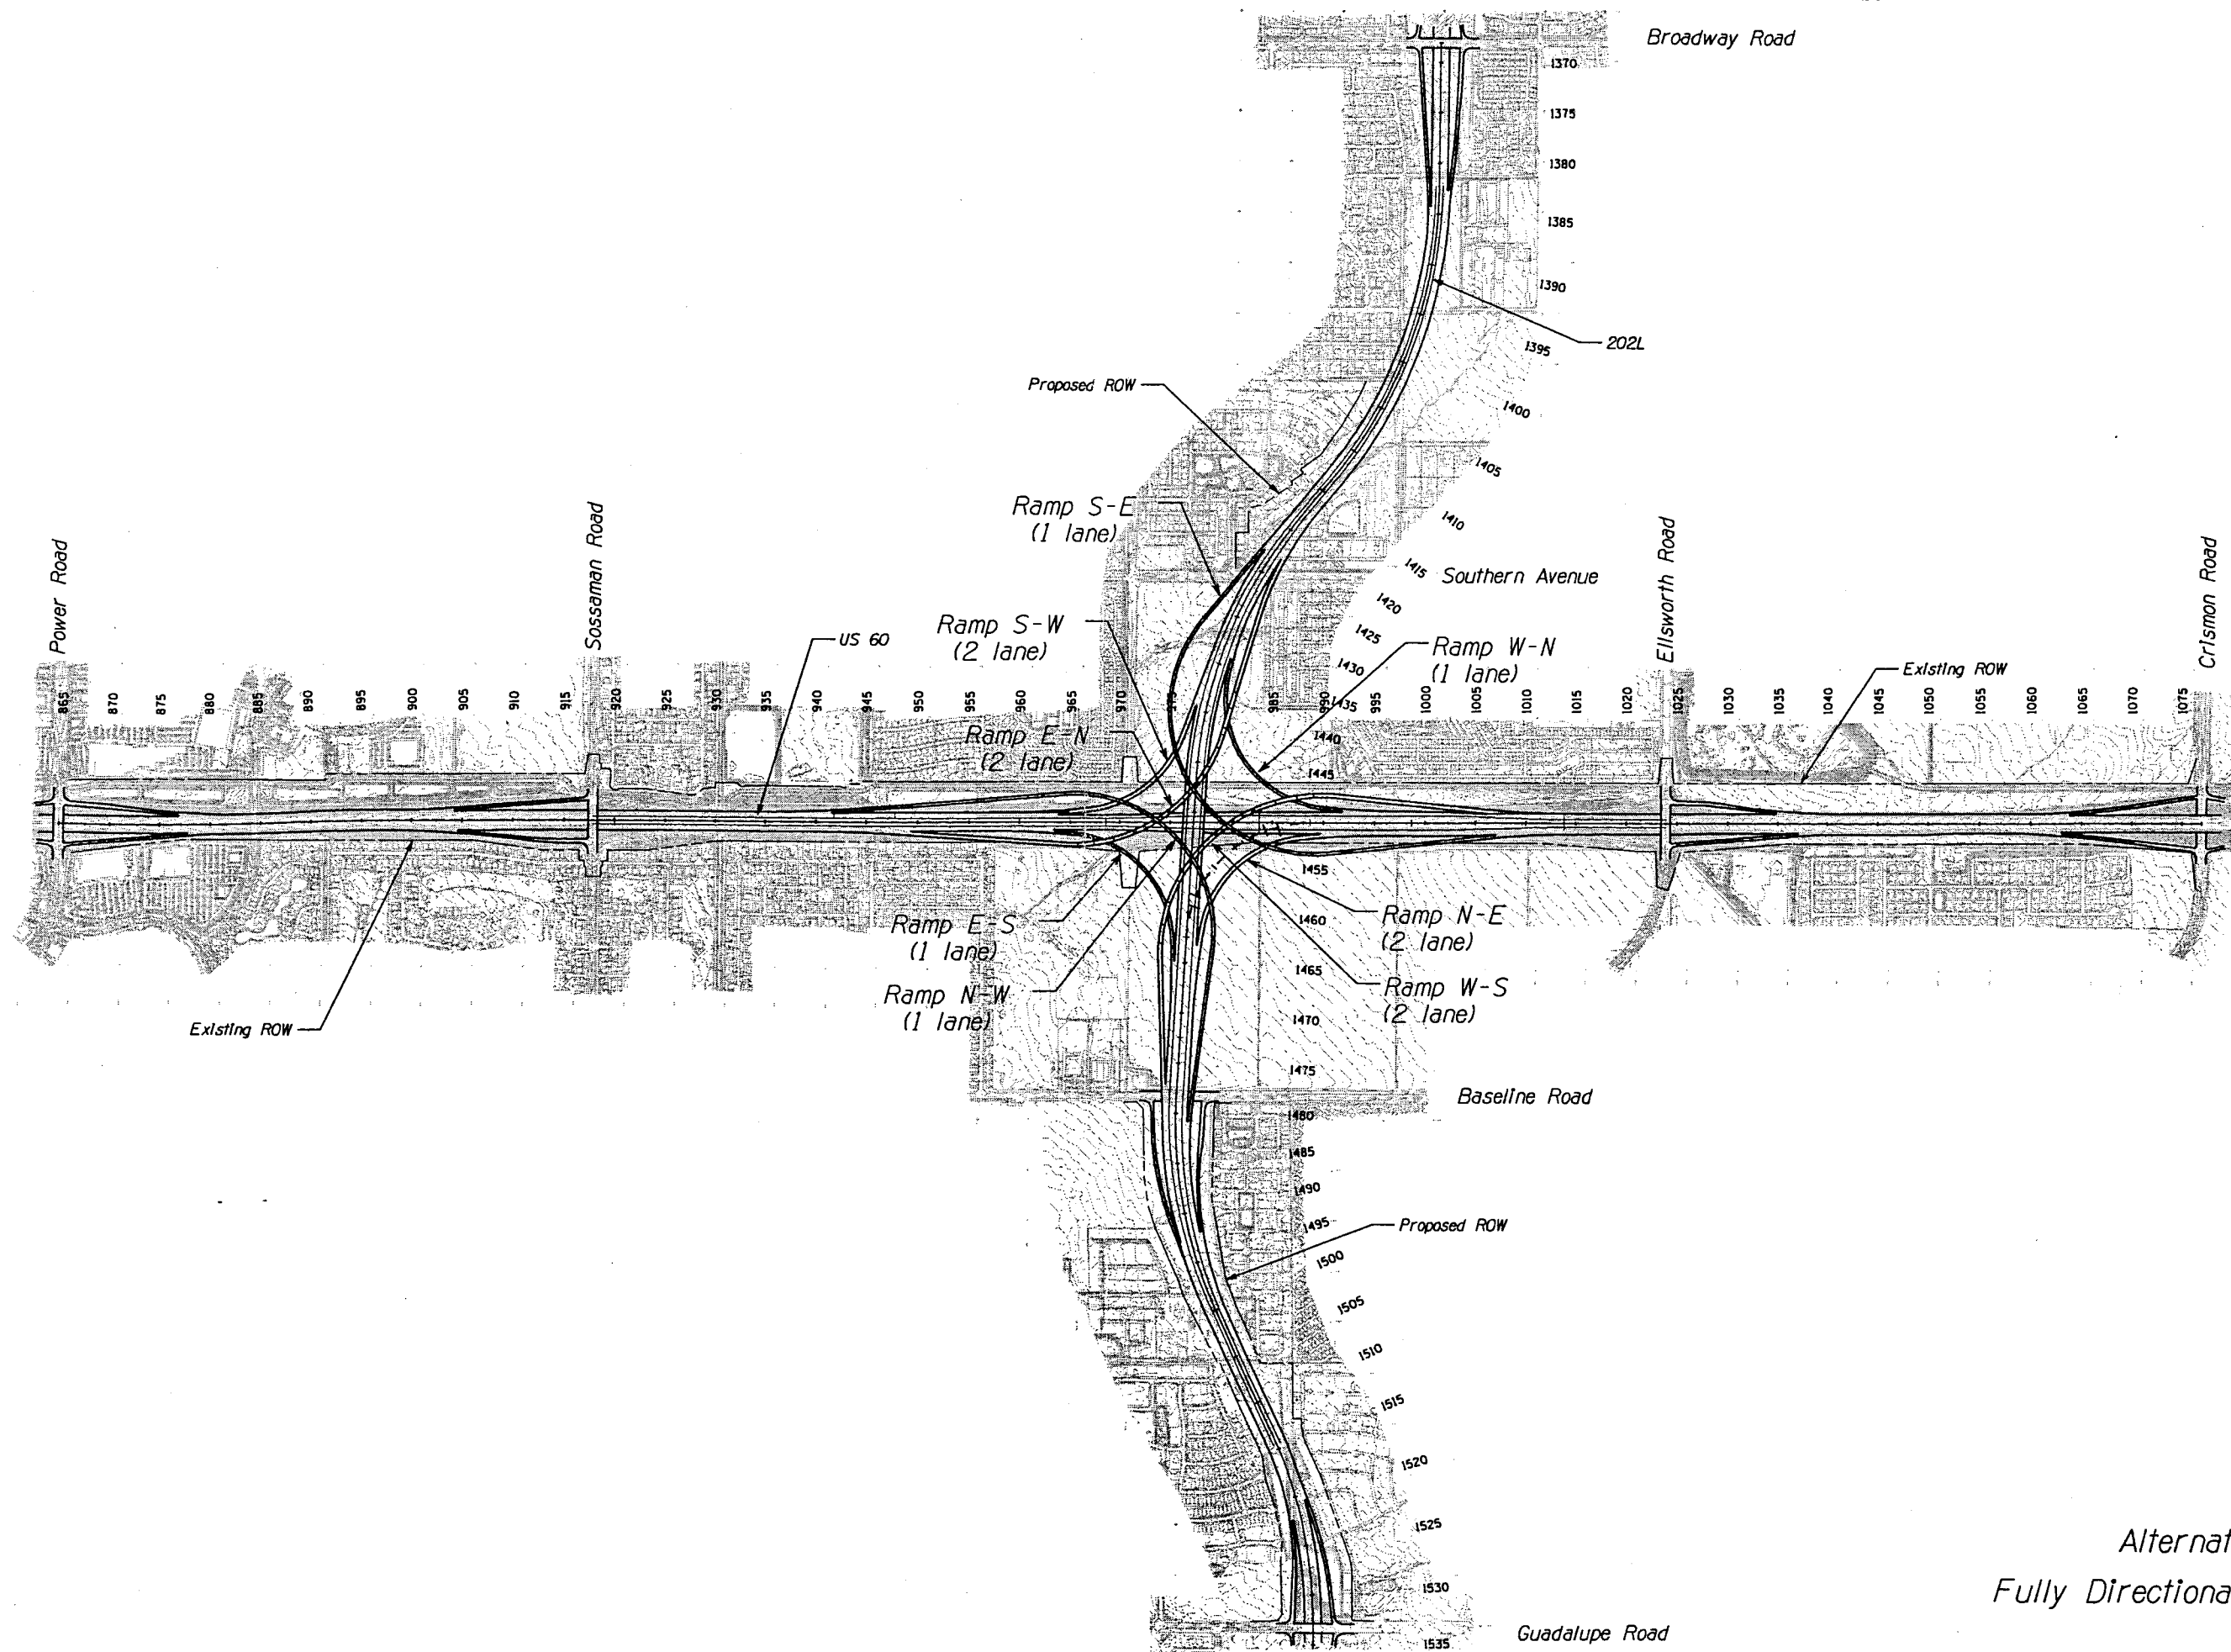 Broadway Road
1370
1375
1380
1385
1390
202L
1395
1400
Proposed ROW
1405
Ramp S-E
(1 lane)
1410
1415
Southern Avenue
1420
1425
1430
1435
1440
1445
Power Road
Sossaman Road
Ellsworth Road
Crismon Road
Ramp S-W
(2 lane)
US 60
Ramp W-N
(1 lane)
Existing ROW
865
870
875
880
885
890
895
900
905
910
915
920
925
930
935
940
945
950
955
960
965
970
975
985
990
995
1000
1005
1010
1015
1020
1025
1030
1035
1040
1045
1050
1055
1060
1065
1070
1075
Ramp E-N
(2 lane)
1455
1460
1465
1470
1475
Ramp E-S
(1 lane)
Ramp N-E
(2 lane)
Ramp N-W
(1 lane)
Ramp W-S
(2 lane)
Existing ROW
Baseline Road
1480
1485
1490
1495
Proposed ROW
1500
1505
1510
1515
1520
1525
1530
1535
Guadalupe Road
Alternat
Fully Directiona